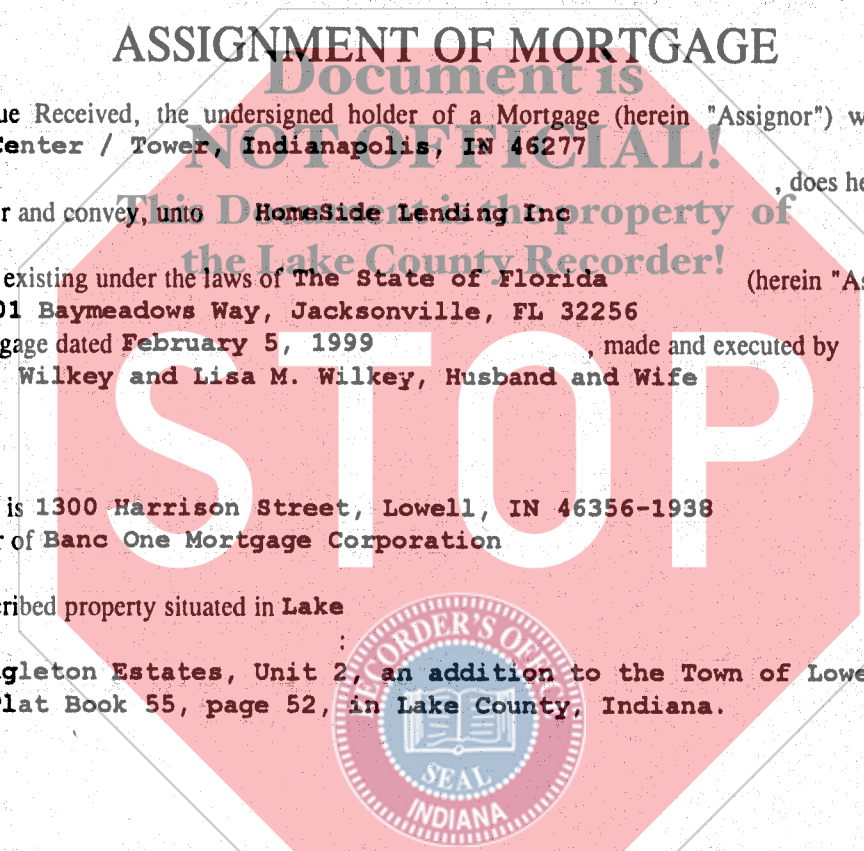 ASSIGNMENT OF MORTGAGE
Document is
ue Received, the undersigned holder of a Mortgage (herein "Assignor") w
NOT OFFICIAL!
Center / Tower, Indianapolis, IN 46277
, does he
This Document is the property of
r and convey, unto HomeSide Lending Inc
the Lake County Recorder!
existing under the laws of The State of Florida (herein "As
01 Baymeadows Way, Jacksonville, FL 32256
gage dated February 5, 1999 , made and executed by
Wilkey and Lisa M. Wilkey, Husband and Wife
STOP
is 1300 Harrison Street, Lowell, IN 46356-1938
r of Banc One Mortgage Corporation
cribed property situated in Lake
:
RECORDER'S OFFICE
gleton Estates, Unit 2, an addition to the Town of Lowe
Plat Book 55, page 52, in Lake County, Indiana.
SEAL
INDIANA